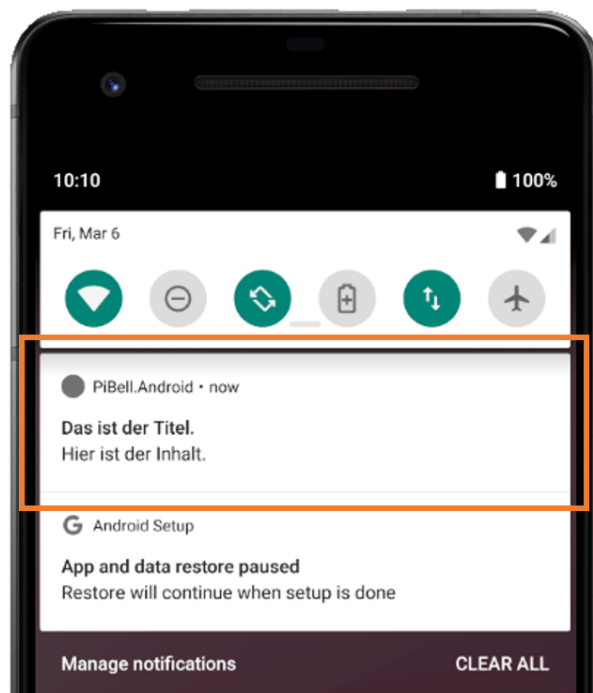 10:10
100%
Fri, Mar 6
PiBell.Android • now
Das ist der Titel.
Hier ist der Inhalt.
G Android Setup
App and data restore paused
Restore will continue when setup is done
Manage notifications
CLEAR ALL